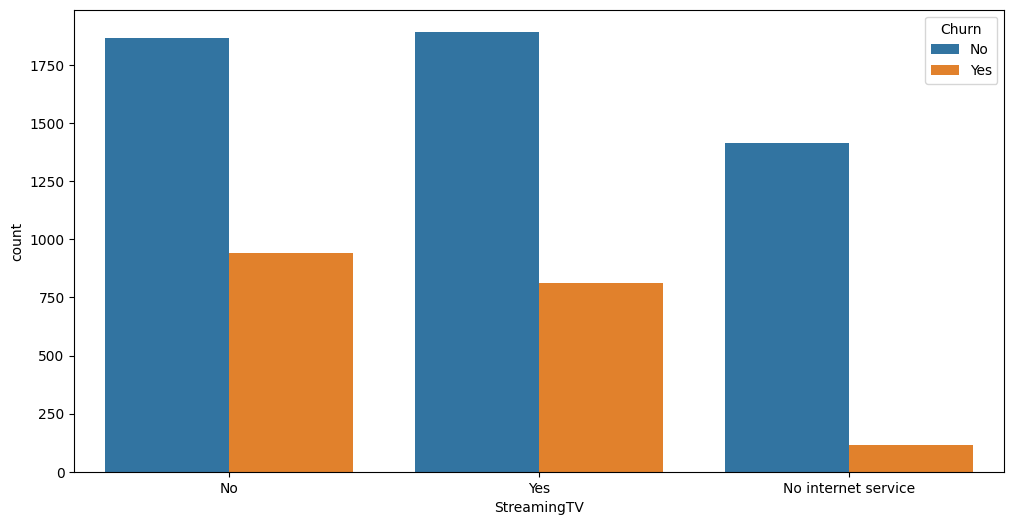 Churn
No
Yes
1750
1500
1250
1000
750
500
250
0
count
No
Yes
No internet service
StreamingTV